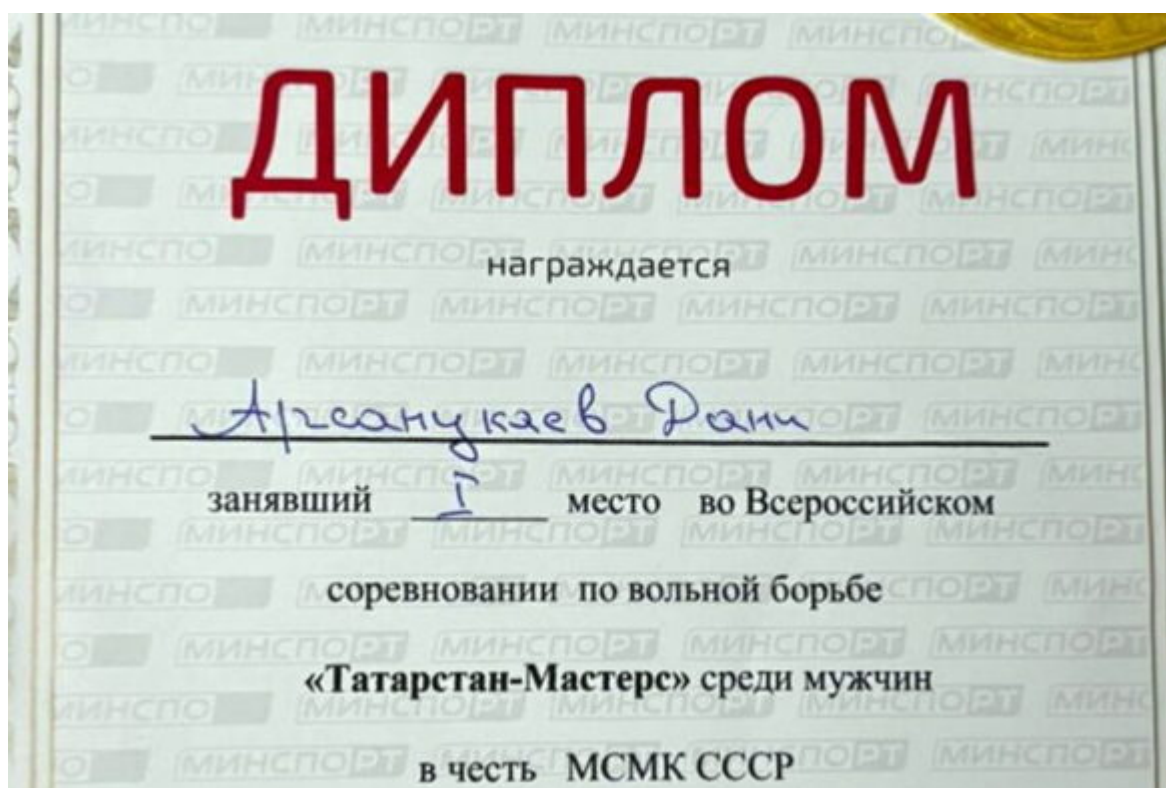 ДИПЛОМ
награждается
Арсанукаев Дани
занявший I место во Всероссийском
соревновании по вольной борьбе
«Татарстан-Мастерс» среди мужчин
в честь МСМК СССР